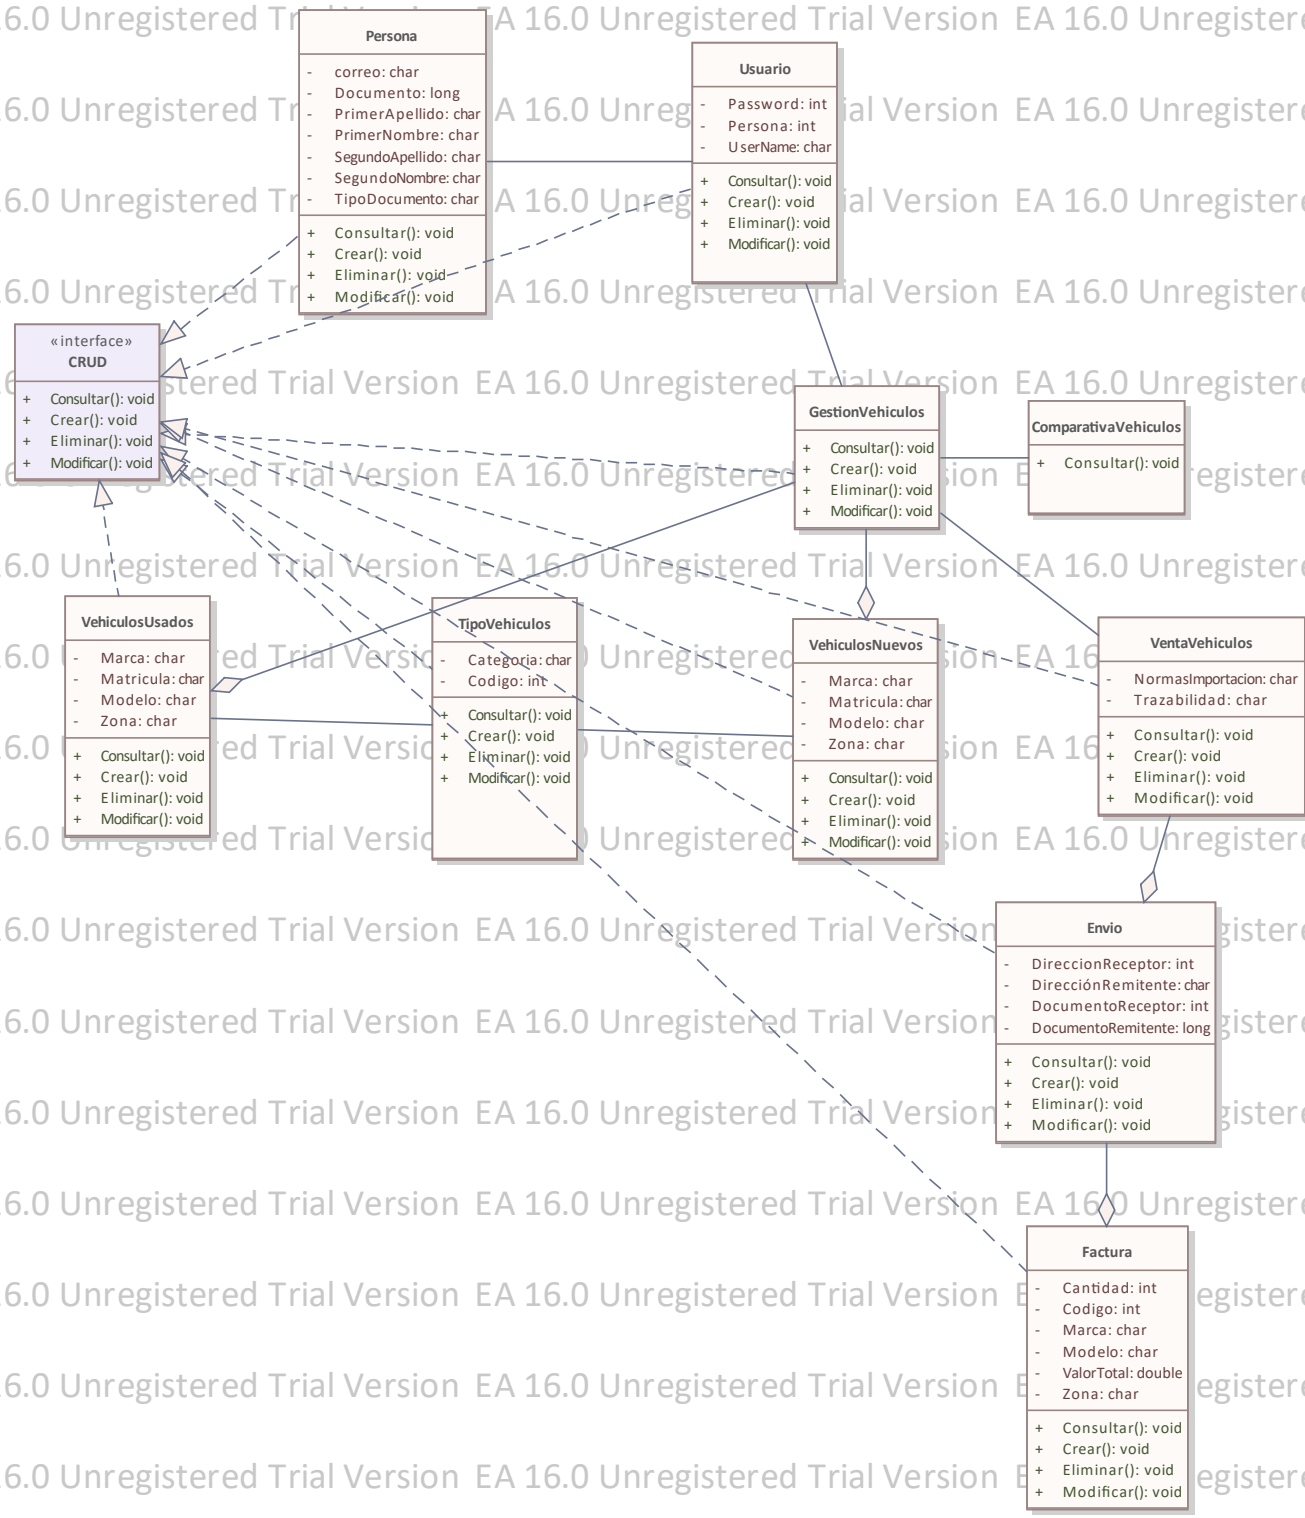 EA 16.0 Unregistered Trial Version
Persona
- correo: char
- Documento: long
- PrimerApellido: char
- PrimerNombre: char
- SegundoApellido: char
- SegundoNombre: char
- TipoDocumento: char
+ Consultar(): void
+ Crear(): void
+ Eliminar(): void
+ Modificar(): void
Usuario
- Password: int
- Persona: int
- UserName: char
+ Consultar(): void
+ Crear(): void
+ Eliminar(): void
+ Modificar(): void
«interface»
CRUD
+ Consultar(): void
+ Crear(): void
+ Eliminar(): void
+ Modificar(): void
GestionVehiculos
+ Consultar(): void
+ Crear(): void
+ Eliminar(): void
+ Modificar(): void
ComparativaVehiculos
+ Consultar(): void
VehiculosUsados
- Marca: char
- Matricula: char
- Modelo: char
- Zona: char
+ Consultar(): void
+ Crear(): void
+ Eliminar(): void
+ Modificar(): void
TipoVehiculos
- Categoria: char
- Codigo: int
+ Consultar(): void
+ Crear(): void
+ Eliminar(): void
+ Modificar(): void
VehiculosNuevos
- Marca: char
- Matricula: char
- Modelo: char
- Zona: char
+ Consultar(): void
+ Crear(): void
+ Eliminar(): void
+ Modificar(): void
VentaVehiculos
- NormasImportacion: char
- Trazabilidad: char
+ Consultar(): void
+ Crear(): void
+ Eliminar(): void
+ Modificar(): void
Envio
- DireccionReceptor: int
- DirecciónRemitente: char
- DocumentoReceptor: int
- DocumentoRemitente: long
+ Consultar(): void
+ Crear(): void
+ Eliminar(): void
+ Modificar(): void
Factura
- Cantidad: int
- Codigo: int
- Marca: char
- Modelo: char
- ValorTotal: double
- Zona: char
+ Consultar(): void
+ Crear(): void
+ Eliminar(): void
+ Modificar(): void